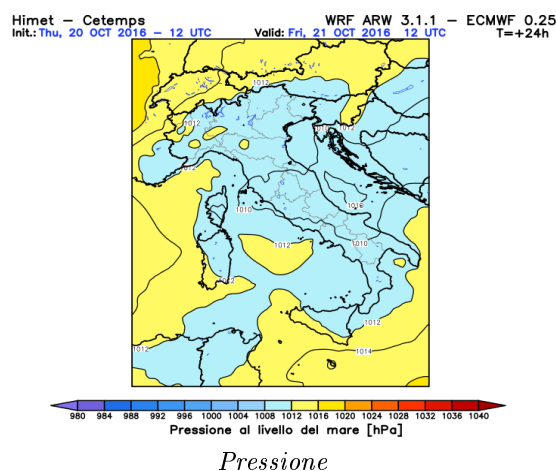 Himet – Cetemps WRF ARW 3.1.1 – ECMWF 0.25
Init.: Thu, 20 OCT 2016 – 12 UTC Valid: Fri, 21 OCT 2016 12 UTC T=+24h
1012
1012
1012
1010
1010
1012
1010
1012
1012
1012
1014
980 984 988 992 996 1000 1004 1008 1012 1016 1020 1024 1028 1032 1036 1040
Pressione al livello del mare [hPa]
Pressione